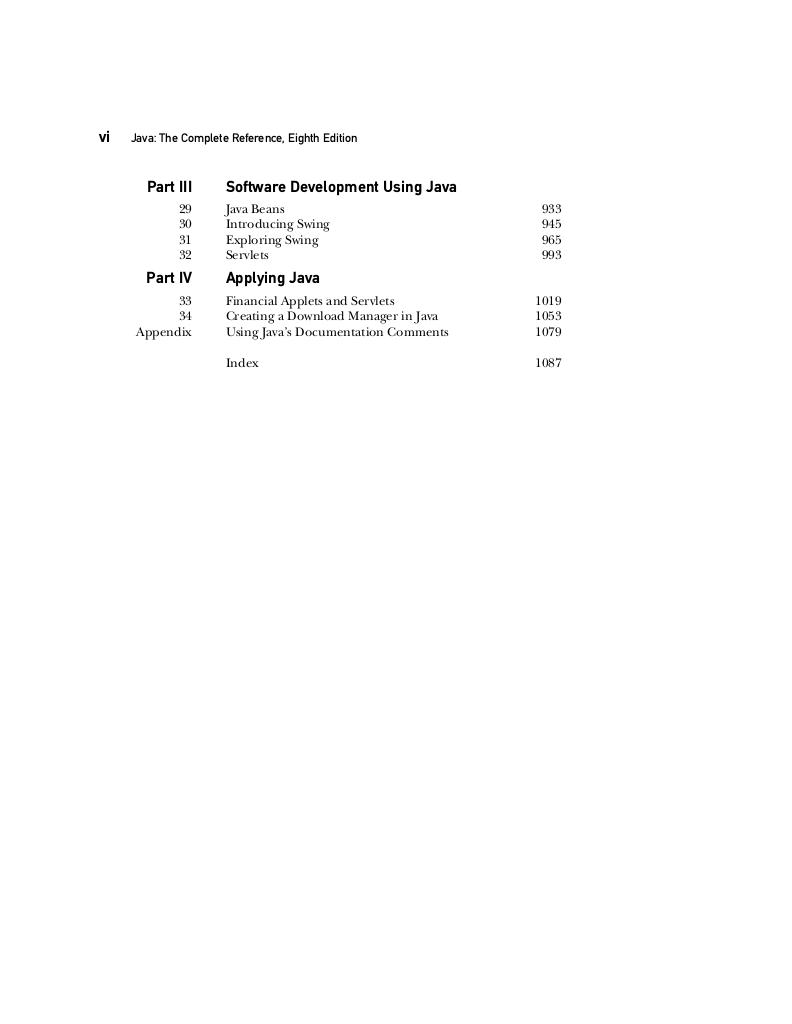 vi Java: The Complete Reference, Eighth Edition
Part III Software Development Using Java
29 Java Beans 933
30 Introducing Swing 945
31 Exploring Swing 965
32 Servlets 993
Part IV Applying Java
33 Financial Applets and Servlets 1019
34 Creating a Download Manager in Java 1053
Appendix Using Java’s Documentation Comments 1079
Index 1087